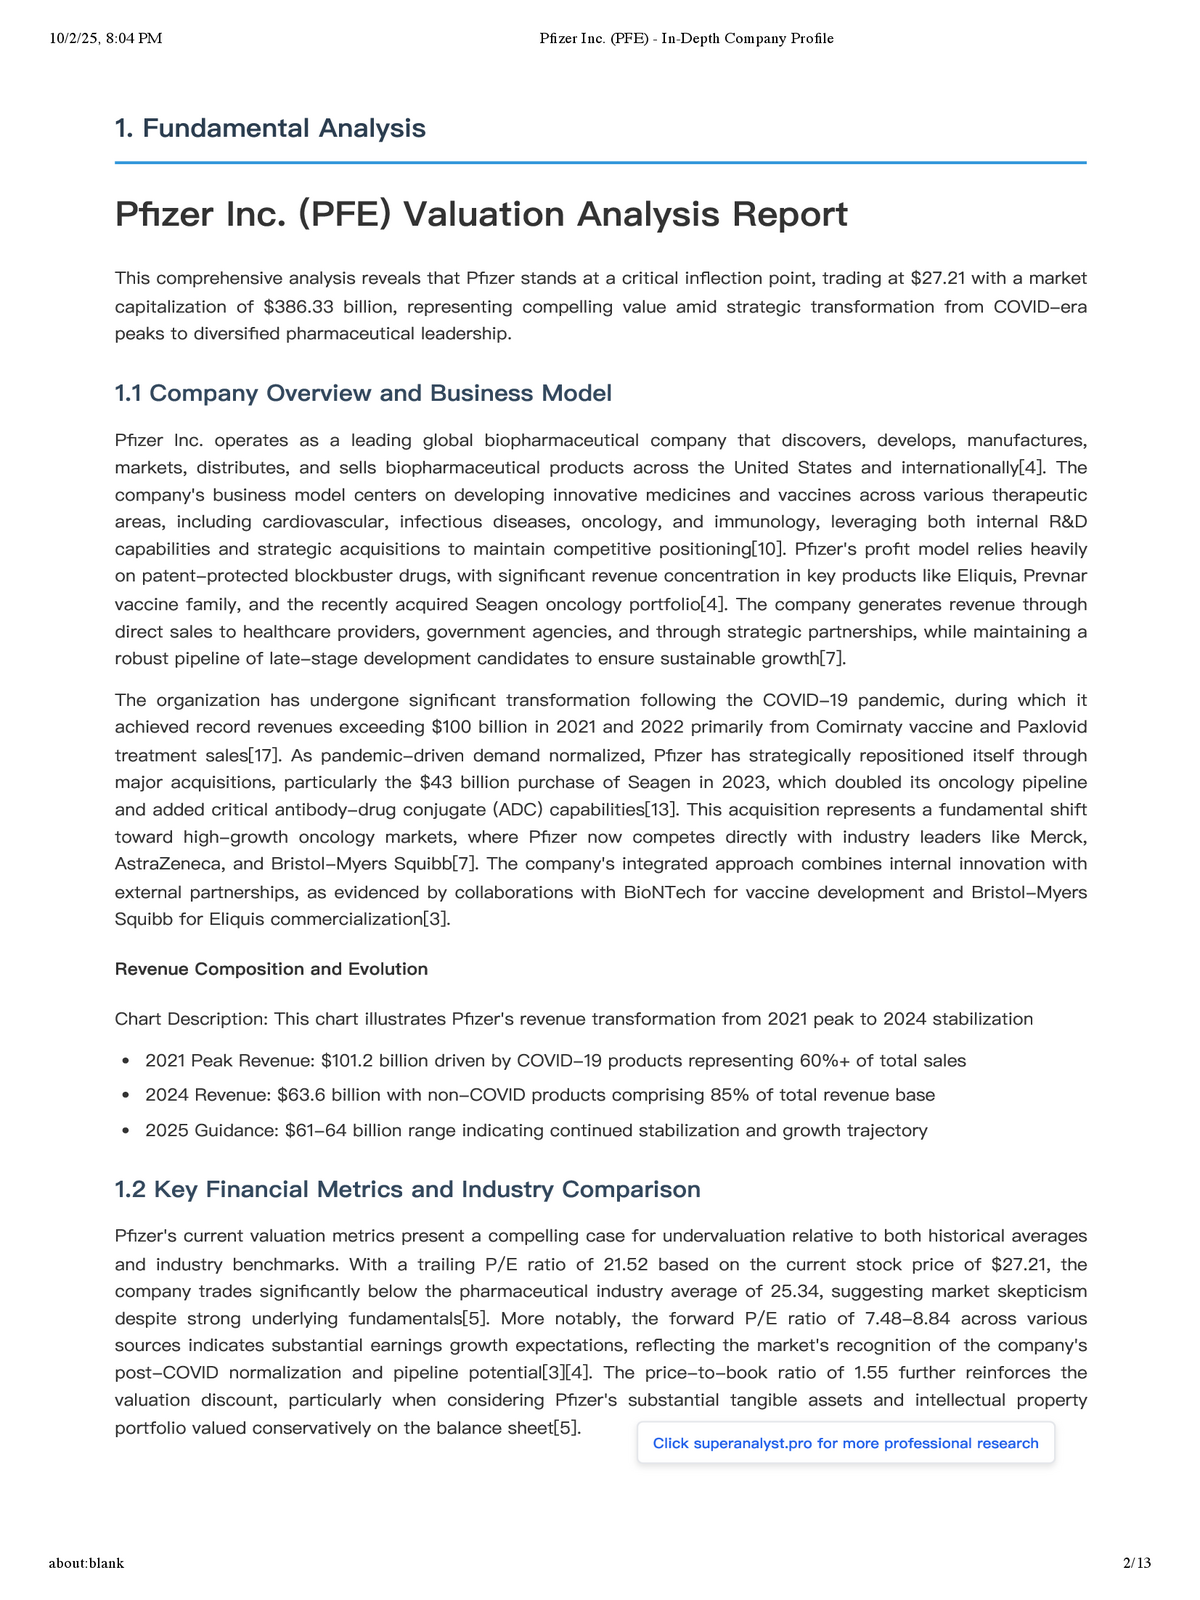 10/2/25, 8:04 PM
Pfizer Inc. (PFE) - In-Depth Company Profile
1. Fundamental Analysis
Pfizer Inc. (PFE) Valuation Analysis Report
This comprehensive analysis reveals that Pfizer stands at a critical inflection point, trading at $27.21 with a market
capitalization of $386.33 billion, representing compelling value amid strategic transformation from COVID–era
peaks to diversified pharmaceutical leadership.
1.1 Company Overview and Business Model
Pfizer Inc. operates as a leading global biopharmaceutical company that discovers, develops, manufactures,
markets, distributes, and sells biopharmaceutical products across the United States and internationally[4]. The
company's business model centers on developing innovative medicines and vaccines across various therapeutic
areas, including cardiovascular, infectious diseases, oncology, and immunology, leveraging both internal R&D
capabilities and strategic acquisitions to maintain competitive positioning[10]. Pfizer's profit model relies heavily
on patent–protected blockbuster drugs, with significant revenue concentration in key products like Eliquis, Prevnar
vaccine family, and the recently acquired Seagen oncology portfolio[4]. The company generates revenue through
direct sales to healthcare providers, government agencies, and through strategic partnerships, while maintaining a
robust pipeline of late–stage development candidates to ensure sustainable growth[7].
The organization has undergone significant transformation following the COVID–19 pandemic, during which it
achieved record revenues exceeding $100 billion in 2021 and 2022 primarily from Comirnaty vaccine and Paxlovid
treatment sales[17]. As pandemic–driven demand normalized, Pfizer has strategically repositioned itself through
major acquisitions, particularly the $43 billion purchase of Seagen in 2023, which doubled its oncology pipeline
and added critical antibody–drug conjugate (ADC) capabilities[13]. This acquisition represents a fundamental shift
toward high–growth oncology markets, where Pfizer now competes directly with industry leaders like Merck,
AstraZeneca, and Bristol–Myers Squibb[7]. The company's integrated approach combines internal innovation with
external partnerships, as evidenced by collaborations with BioNTech for vaccine development and Bristol–Myers
Squibb for Eliquis commercialization[3].
Revenue Composition and Evolution
Chart Description: This chart illustrates Pfizer's revenue transformation from 2021 peak to 2024 stabilization
• 2021 Peak Revenue: $101.2 billion driven by COVID–19 products representing 60%+ of total sales
• 2024 Revenue: $63.6 billion with non–COVID products comprising 85% of total revenue base
• 2025 Guidance: $61–64 billion range indicating continued stabilization and growth trajectory
1.2 Key Financial Metrics and Industry Comparison
Pfizer's current valuation metrics present a compelling case for undervaluation relative to both historical averages
and industry benchmarks. With a trailing P/E ratio of 21.52 based on the current stock price of $27.21, the
company trades significantly below the pharmaceutical industry average of 25.34, suggesting market skepticism
despite strong underlying fundamentals[5]. More notably, the forward P/E ratio of 7.48–8.84 across various
sources indicates substantial earnings growth expectations, reflecting the market's recognition of the company's
post–COVID normalization and pipeline potential[3][4]. The price–to–book ratio of 1.55 further reinforces the
valuation discount, particularly when considering Pfizer's substantial tangible assets and intellectual property
portfolio valued conservatively on the balance sheet[5].
Click superanalyst.pro for more professional research
about:blank
2/13